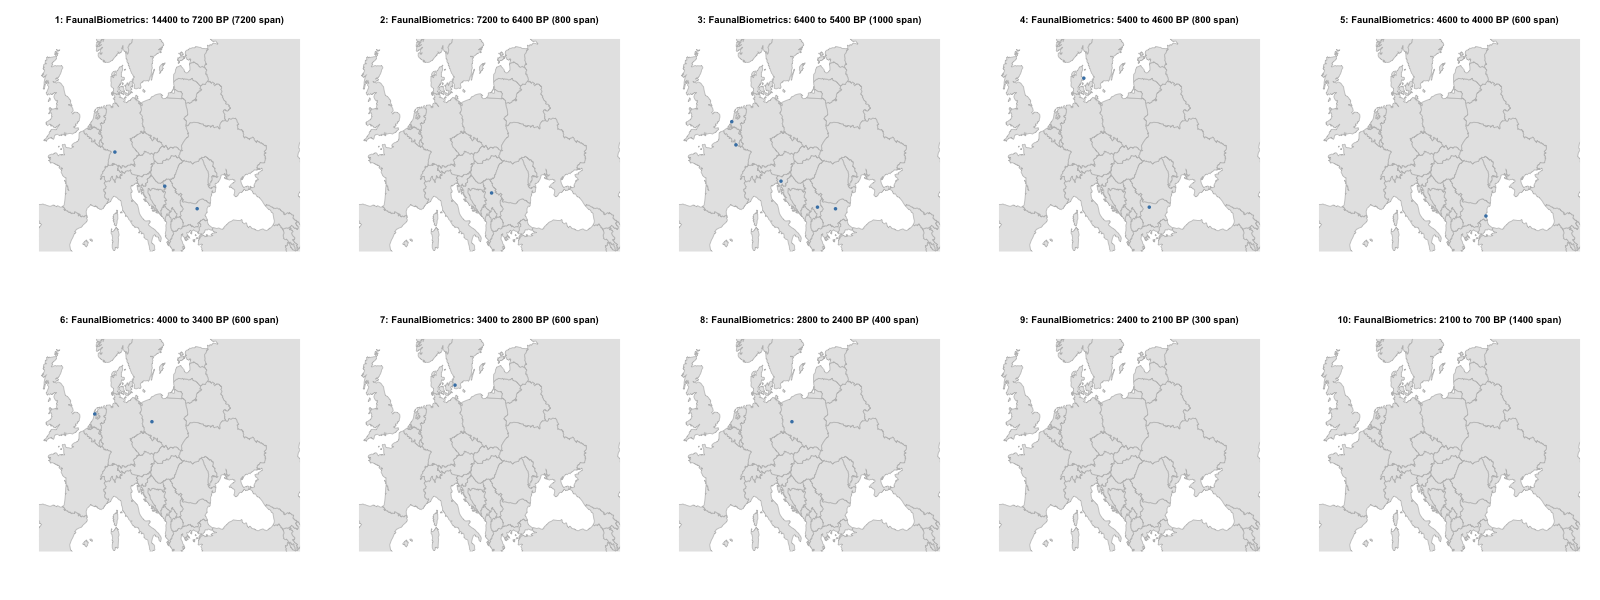 1: FaunalBiometrics: 14400 to 7200 BP (7200 span)
2: FaunalBiometrics: 7200 to 6400 BP (800 span)
3: FaunalBiometrics: 6400 to 5400 BP (1000 span)
4: FaunalBiometrics: 5400 to 4600 BP (800 span)
5: FaunalBiometrics: 4600 to 4000 BP (600 span)
6: FaunalBiometrics: 4000 to 3400 BP (600 span)
7: FaunalBiometrics: 3400 to 2800 BP (600 span)
8: FaunalBiometrics: 2800 to 2400 BP (400 span)
9: FaunalBiometrics: 2400 to 2100 BP (300 span)
10: FaunalBiometrics: 2100 to 700 BP (1400 span)